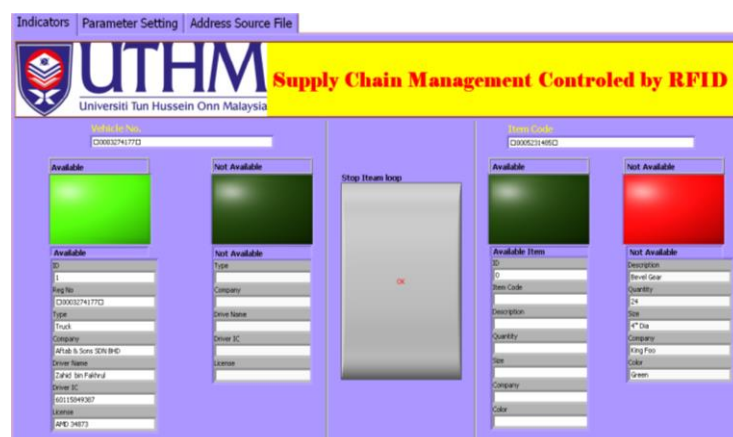 Indicators Parameter Setting Address Source File
UTHM
Universiti Tun Hussein Onn Malaysia
Supply Chain Management Controled by RFID
Vehicle No.
□0003274177□
Available
Not Available
Available
ID
1
Reg No
□0003274177□
Type
Truck
Company
Aftab & Sons SDN BHD
Driver Name
Zahid bin Fakhrul
Driver IC
60115849387
License
AMD 34873
Not Available
Type
Company
Drive Name
Driver IC
License
Stop Iteam loop
OK
Item Code
□0005231485□
Available
Not Available
Available Item
ID
0
Item Code
Description
Quantity
Size
Company
Color
Not Available
Description
Bevel Gear
Quantity
24
Size
4" Dia
Company
King Foo
Color
Green